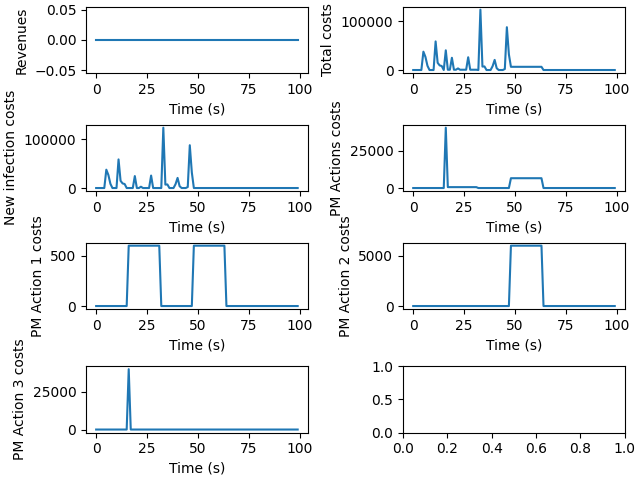 Revenues
0.05
0.00
−0.05
0 25 50 75 100
Time (s)
Total costs
100000
0
0 25 50 75 100
Time (s)
New infection costs
100000
0
0 25 50 75 100
Time (s)
PM Actions costs
25000
0
0 25 50 75 100
Time (s)
PM Action 1 costs
500
0
0 25 50 75 100
Time (s)
PM Action 2 costs
5000
0
0 25 50 75 100
Time (s)
PM Action 3 costs
25000
0
0 25 50 75 100
Time (s)
1.0
0.5
0.0
0.0 0.2 0.4 0.6 0.8 1.0